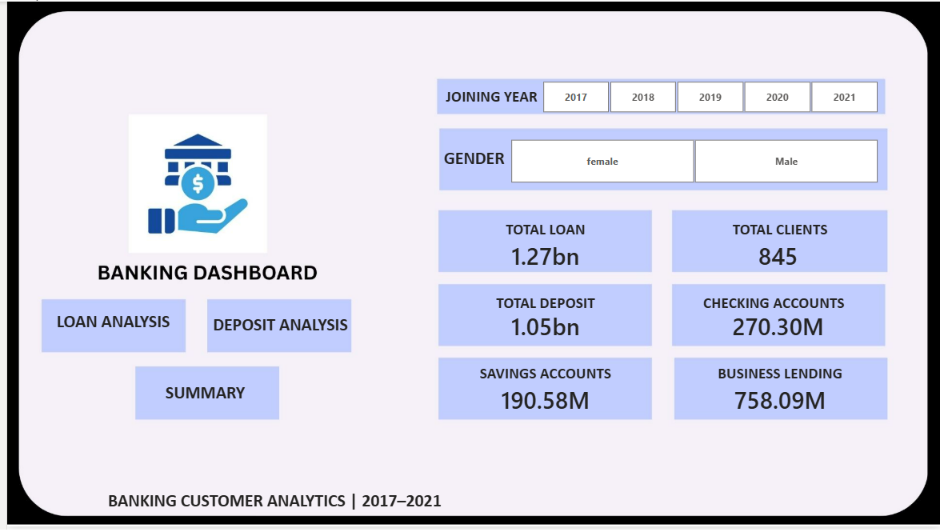 JOINING YEAR 2017 2018 2019 2020 2021
GENDER female Male
$
BANKING DASHBOARD
LOAN ANALYSIS DEPOSIT ANALYSIS
SUMMARY
TOTAL LOAN
1.27bn
TOTAL CLIENTS
845
TOTAL DEPOSIT
1.05bn
CHECKING ACCOUNTS
270.30M
SAVINGS ACCOUNTS
190.58M
BUSINESS LENDING
758.09M
BANKING CUSTOMER ANALYTICS | 2017–2021